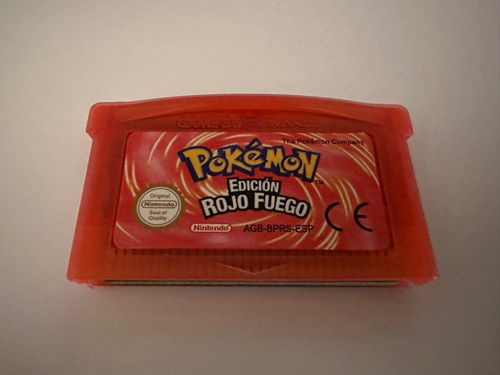 GAME BOY ADVANCE
The Pokémon Company
POKéMON
™
EDICIÓN
ROJO FUEGO
Original
Nintendo
Seal of
Quality
Nintendo
AGB-BPRS-ESP
CE